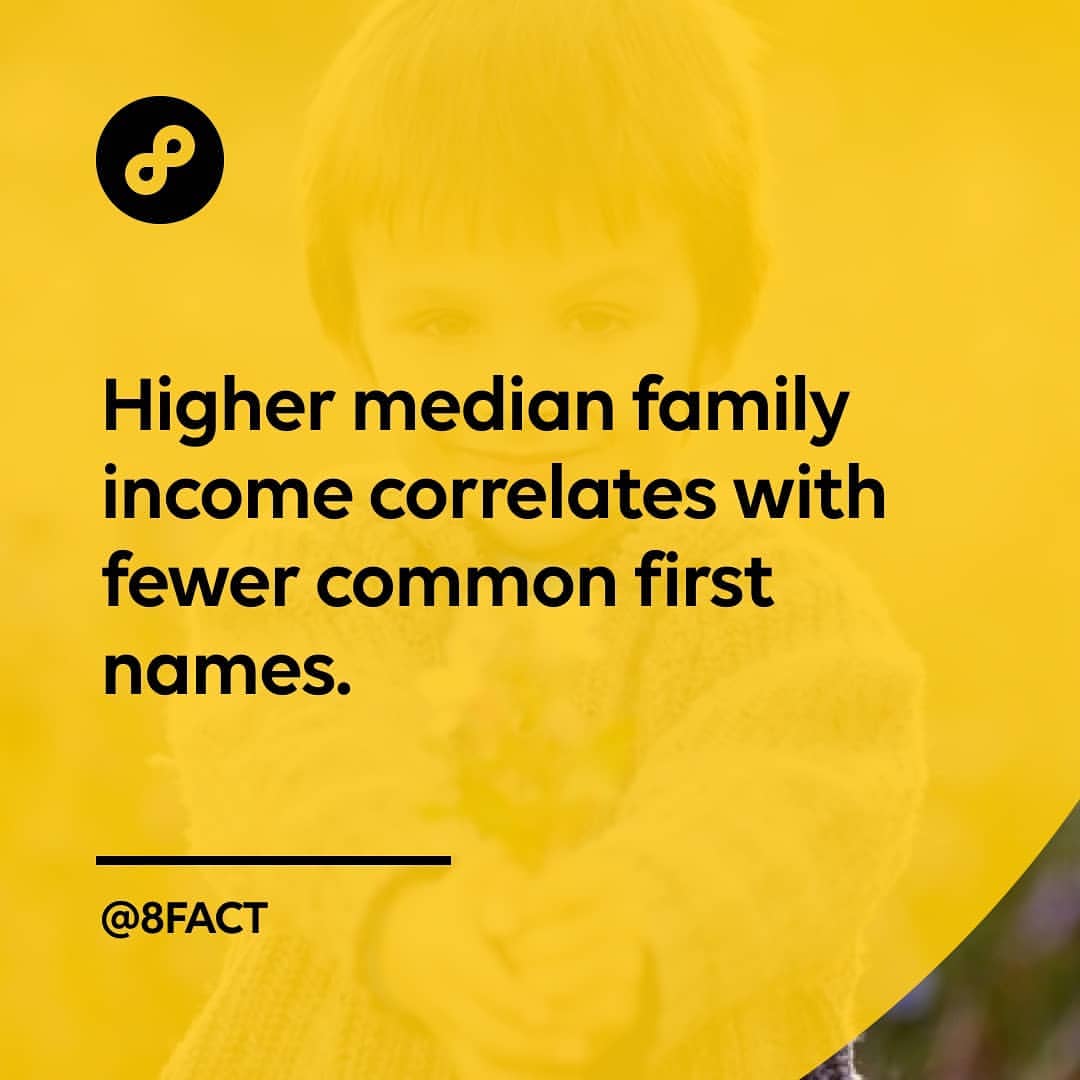 Higher median family
income correlates with
fewer common first
names.
@8FACT